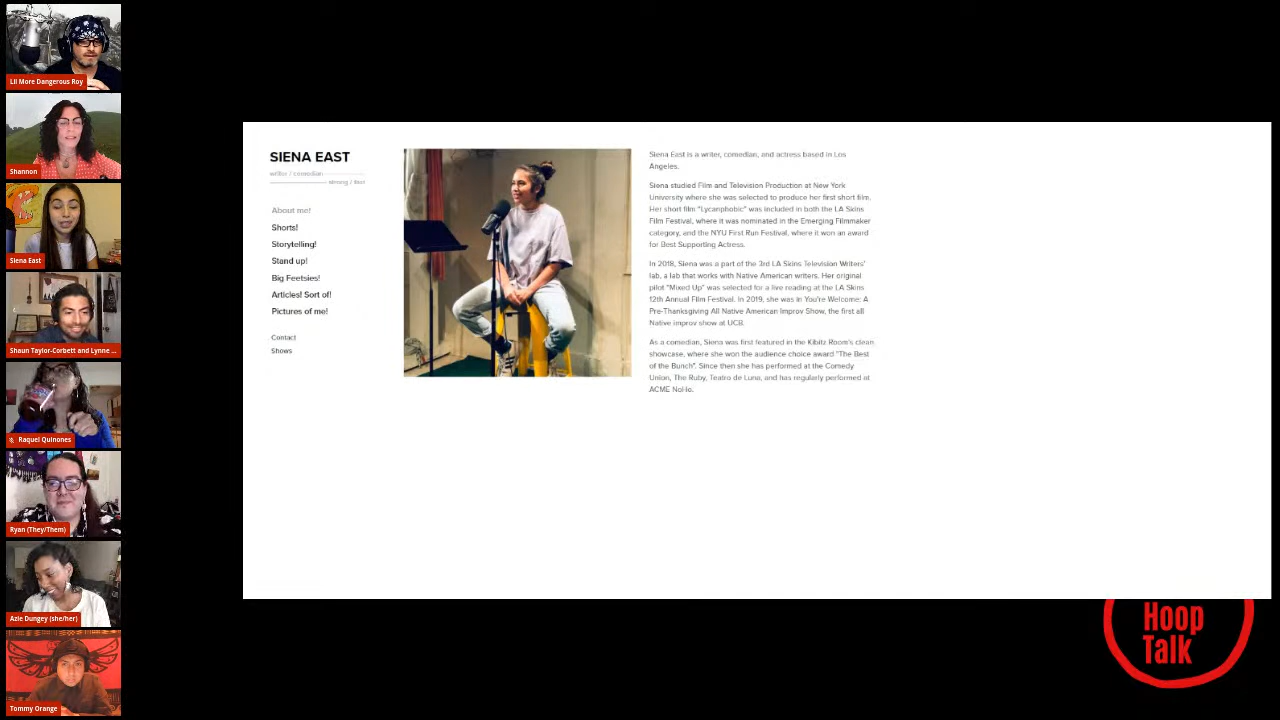 Lil More Dangerous Roy
Shannon
Siena East
Shaun Taylor-Corbett and Lynne ...
Raquel Quinones
Ryan (They/Them)
Azie Dungey (she/her)
Tommy Orange
SIENA EAST
writer / comedian
strong / fast
About me!
Shorts!
Storytelling!
Stand up!
Big Feetsies!
Articles! Sort of!
Pictures of me!
Contact
Shows
Siena East is a writer, comedian, and actress based in Los
Angeles.
Siena studied Film and Television Production at New York
University where she was selected to produce her first short film.
Her short film "Lycanphobic" was included in both the LA Skins
Film Festival, where it was nominated in the Emerging Filmmaker
category, and the NYU First Run Festival, where it won an award
for Best Supporting Actress.
In 2018, Siena was a part of the 3rd LA Skins Television Writers'
lab, a lab that works with Native American writers. Her original
pilot "Mixed Up" was selected for a live reading at the LA Skins
12th Annual Film Festival. In 2019, she was in You're Welcome: A
Pre-Thanksgiving All Native American Improv Show, the first all
Native improv show at UCB.
As a comedian, Siena was first featured in the Kibitz Room's clean
showcase, where she won the audience choice award "The Best
of the Bunch". Since then she has performed at the Comedy
Union, The Ruby, Teatro de Luna, and has regularly performed at
ACME NoHo.
Hoop
Talk